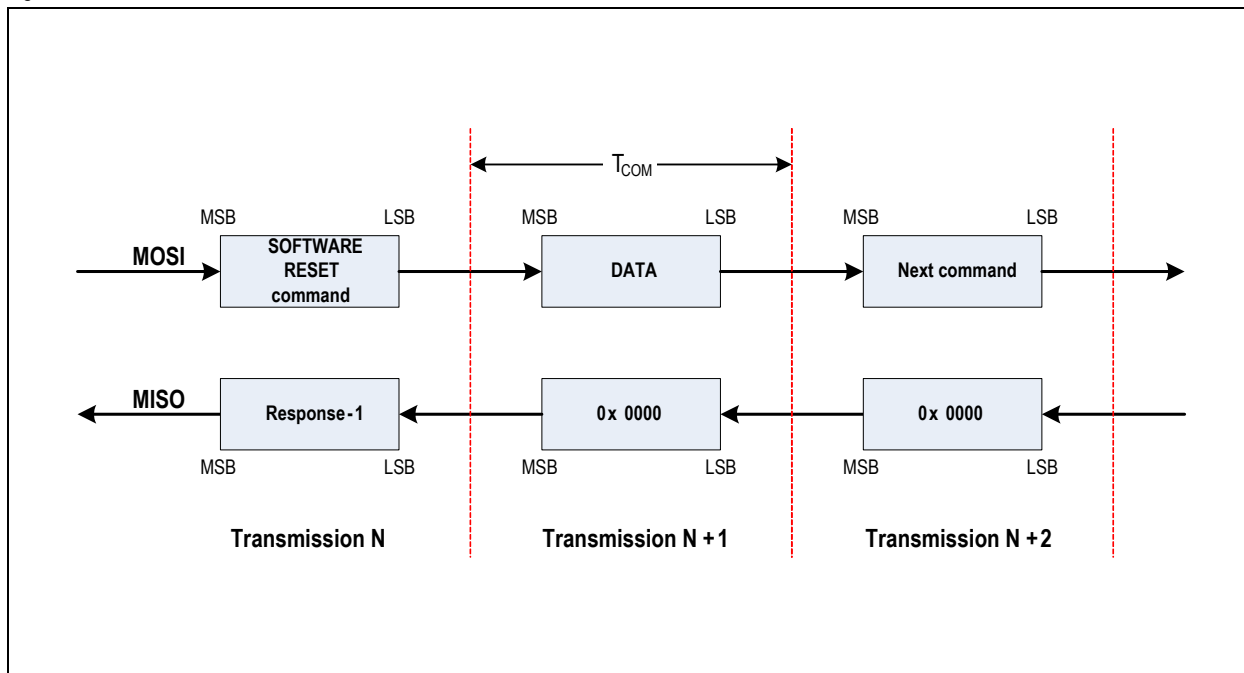 TCOM
MSB LSB MSB LSB MSB LSB
MOSI
SOFTWARE
RESET
command
DATA
Next command
MISO
Response-1
0x 0000
0x 0000
MSB LSB MSB LSB MSB LSB
Transmission N
Transmission N+1
Transmission N+2